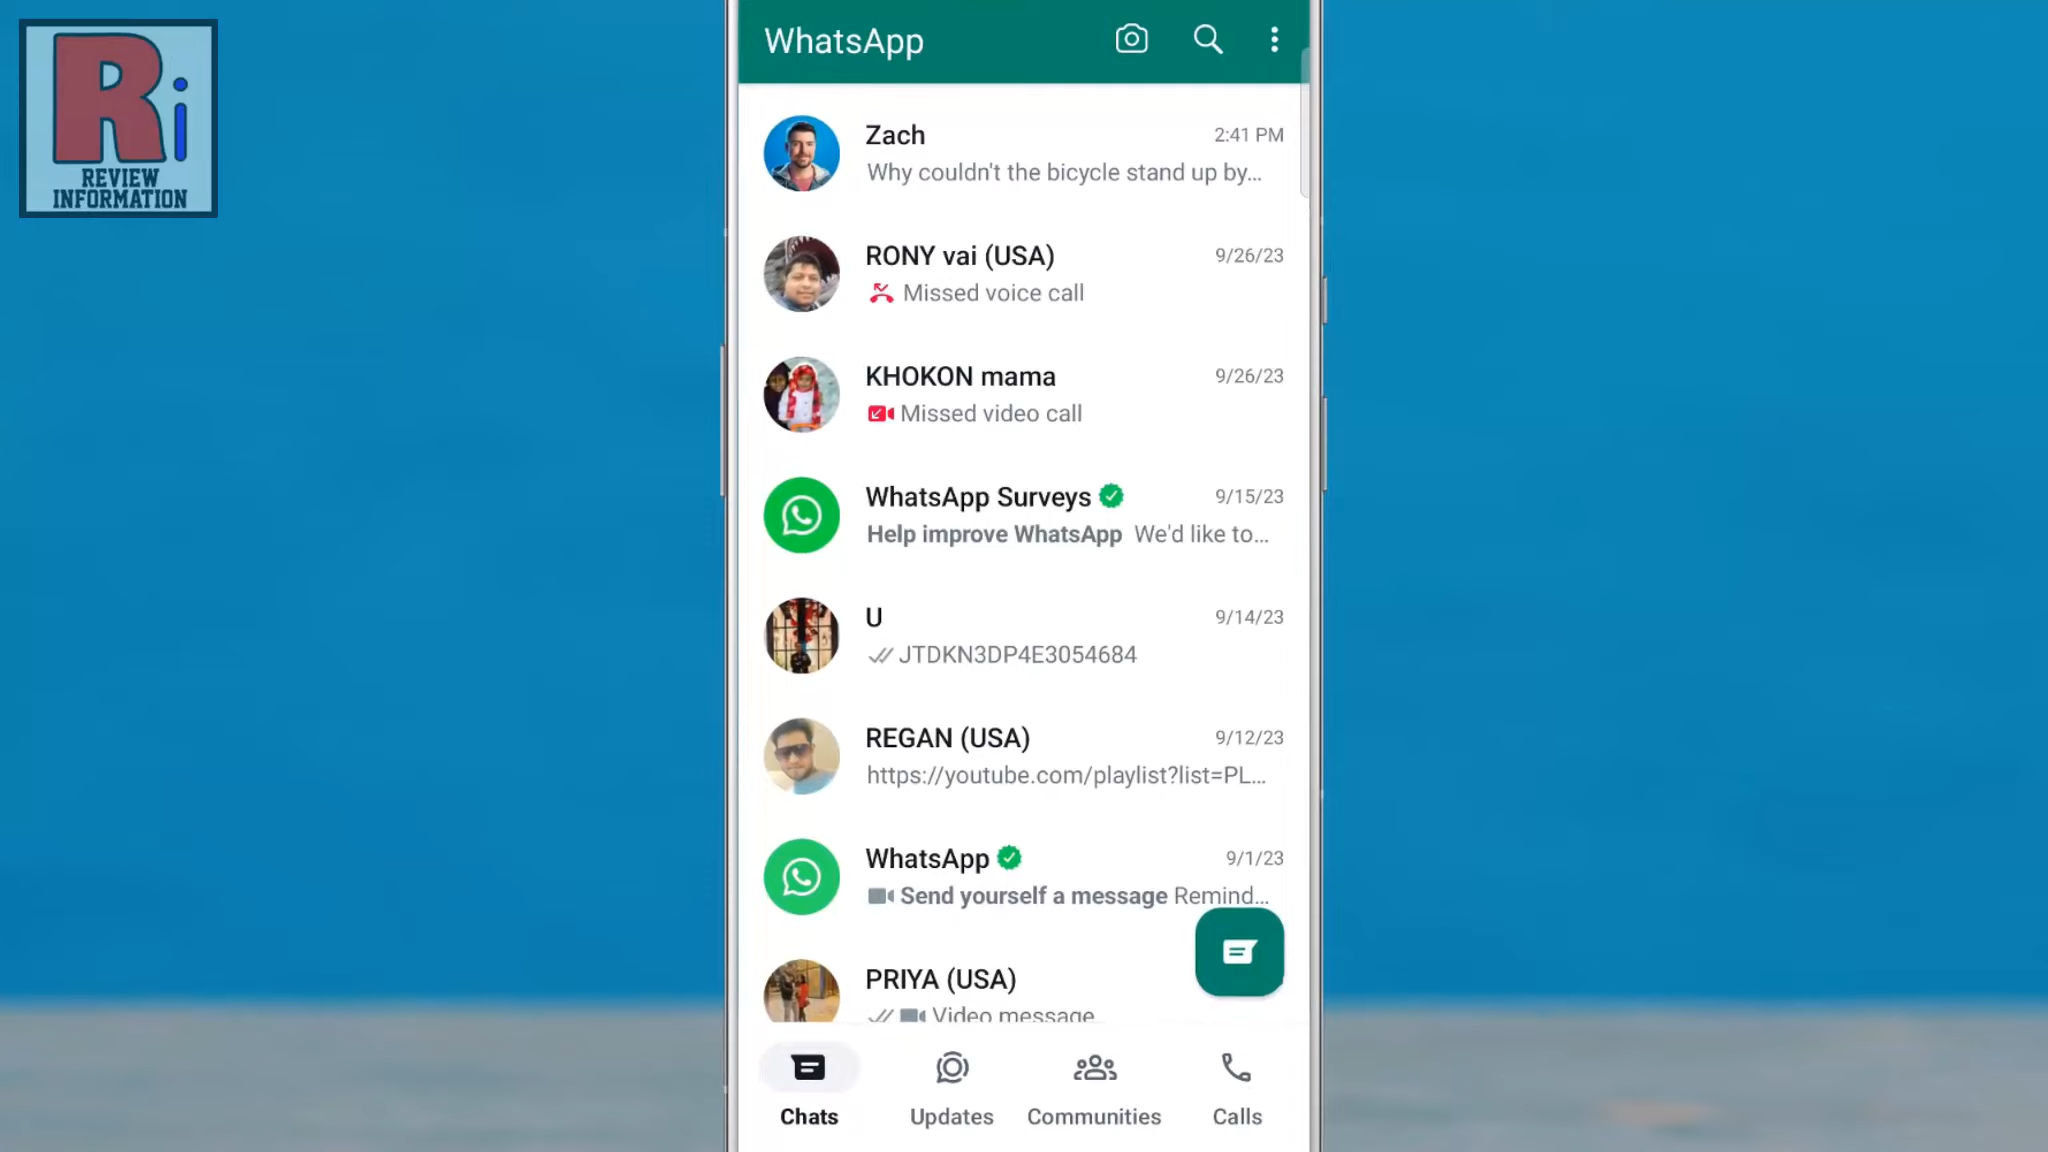 Ri
REVIEW
INFORMATION
WhatsApp
Zach 2:41 PM
Why couldn't the bicycle stand up by...
RONY vai (USA) 9/26/23
Missed voice call
KHOKON mama 9/26/23
Missed video call
WhatsApp Surveys 9/15/23
Help improve WhatsApp We'd like to...
U 9/14/23
JTDKN3DP4E3054684
REGAN (USA) 9/12/23
https://youtube.com/playlist?list=PL...
WhatsApp 9/1/23
Send yourself a message Remind...
PRIYA (USA)
Video message
Chats Updates Communities Calls